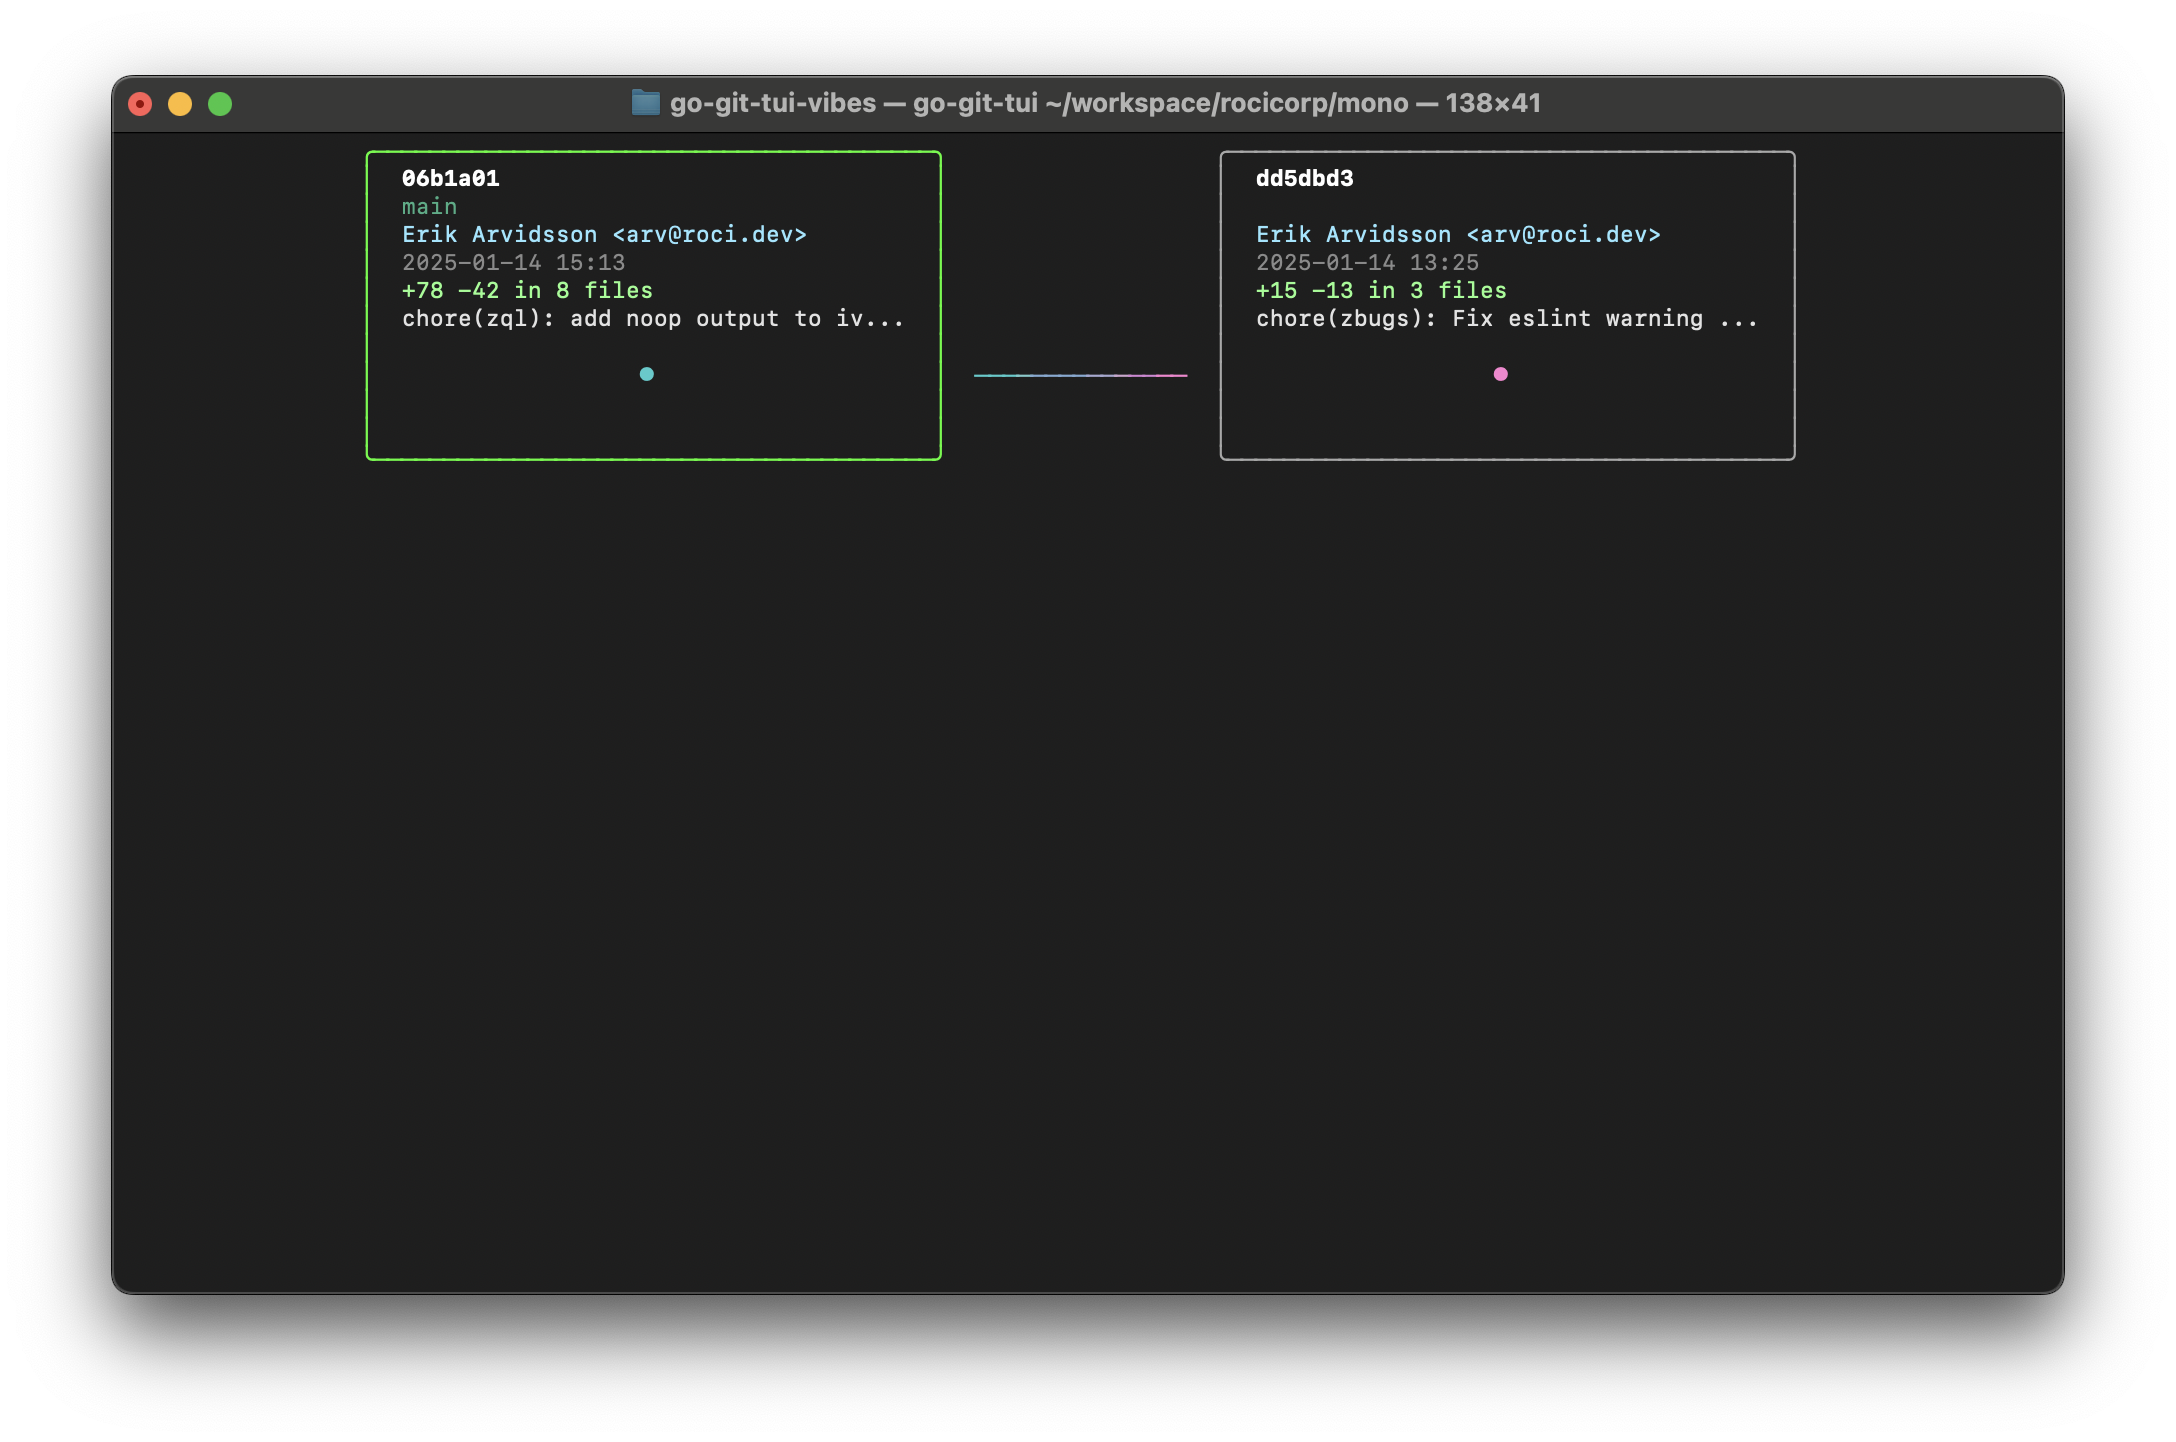 go-git-tui-vibes — go-git-tui ~/workspace/rocicorp/mono — 138×41
06b1a01
main
Erik Arvidsson <arv@roci.dev>
2025-01-14 15:13
+78 -42 in 8 files
chore(zql): add noop output to iv...
dd5dbd3
Erik Arvidsson <arv@roci.dev>
2025-01-14 13:25
+15 -13 in 3 files
chore(zbugs): Fix eslint warning ...